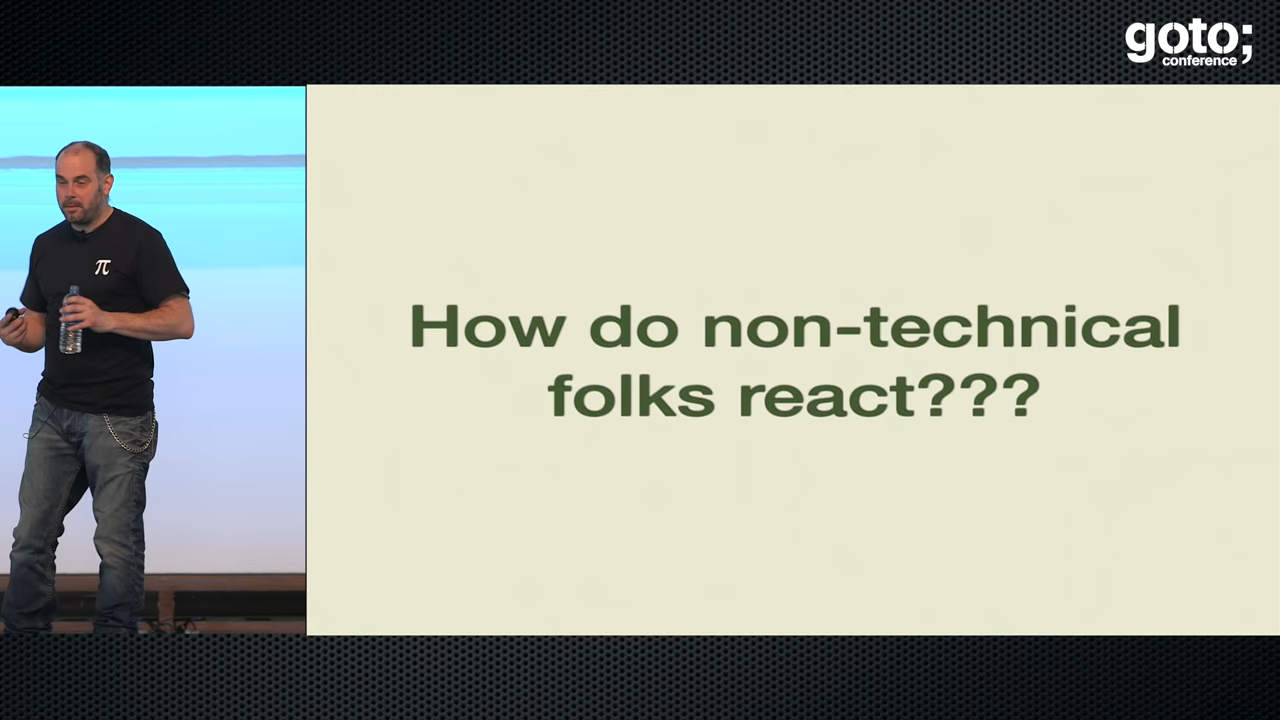 goto;
conference
π
How do non-technical
folks react???